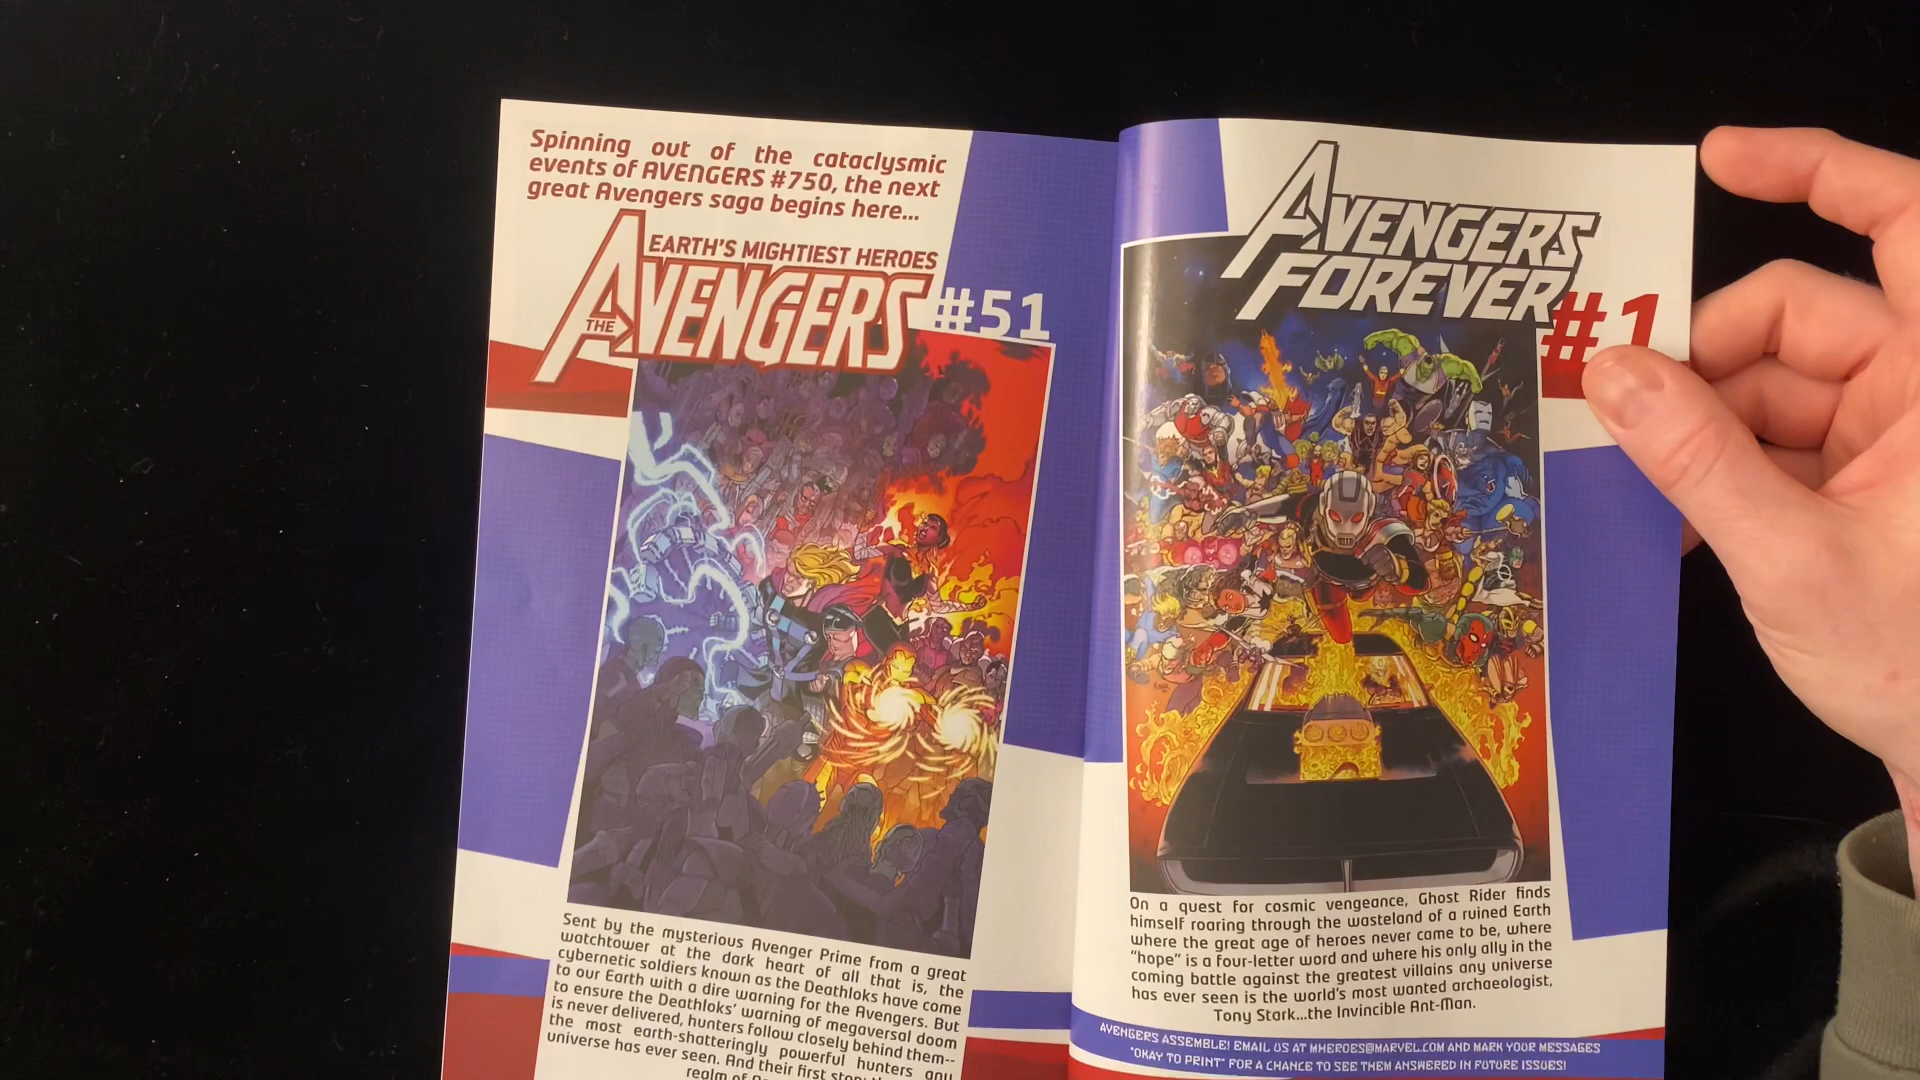 Spinning out of the cataclysmic
events of AVENGERS #750, the next
great Avengers saga begins here...
EARTH'S MIGHTIEST HEROES
THE AVENGERS #51
Sent by the mysterious Avenger Prime from a great
watchtower at the dark heart of all that is, the
cybernetic soldiers known as the Deathloks have come
to our Earth with a dire warning for the Avengers. But
to ensure the Deathloks' warning of megaversal doom
is never delivered, hunters follow closely behind them--
the most earth-shatteringly powerful hunters any
universe has ever seen. And their first stop:
realm of
AVENGERS
FOREVER
#1
On a quest for cosmic vengeance, Ghost Rider finds
himself roaring through the wasteland of a ruined Earth
where the great age of heroes never came to be, where
"hope" is a four-letter word and where his only ally in the
coming battle against the greatest villains any universe
has ever seen is the world's most wanted archaeologist,
Tony Stark...the Invincible Ant-Man.
AVENGERS ASSEMBLE! EMAIL US AT MHEROES@MARVEL.COM AND MARK YOUR MESSAGES
"OKAY TO PRINT" FOR A CHANCE TO SEE THEM ANSWERED IN FUTURE ISSUES!